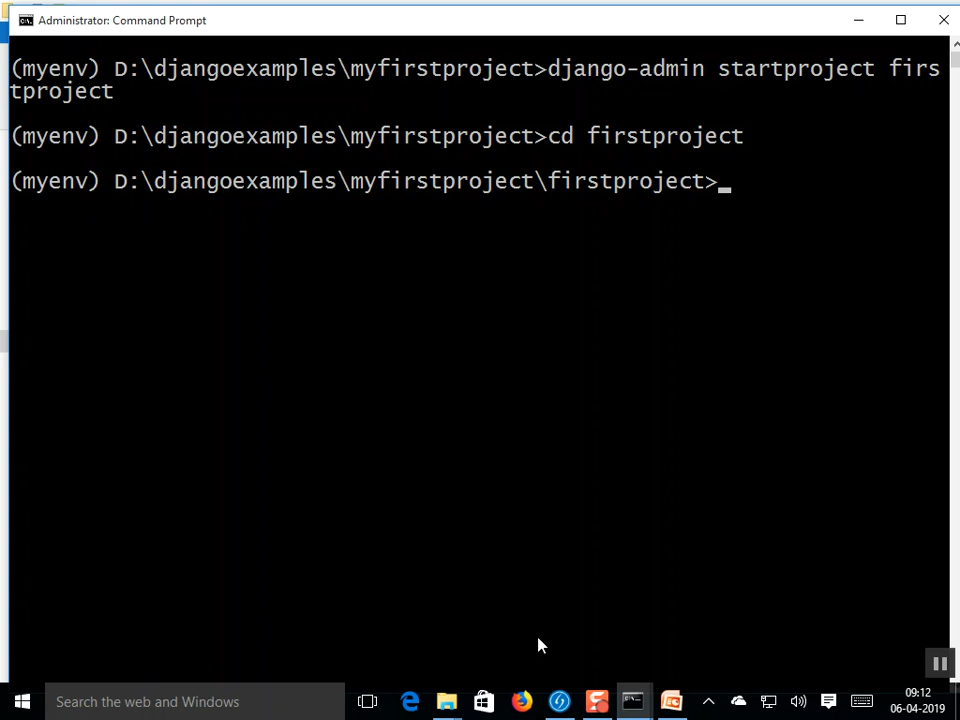 Administrator: Command Prompt
(myenv) D:\djangoexamples\myfirstproject>django-admin startproject firs
tproject
(myenv) D:\djangoexamples\myfirstproject>cd firstproject
(myenv) D:\djangoexamples\myfirstproject\firstproject>
Search the web and Windows
09:12
06-04-2019